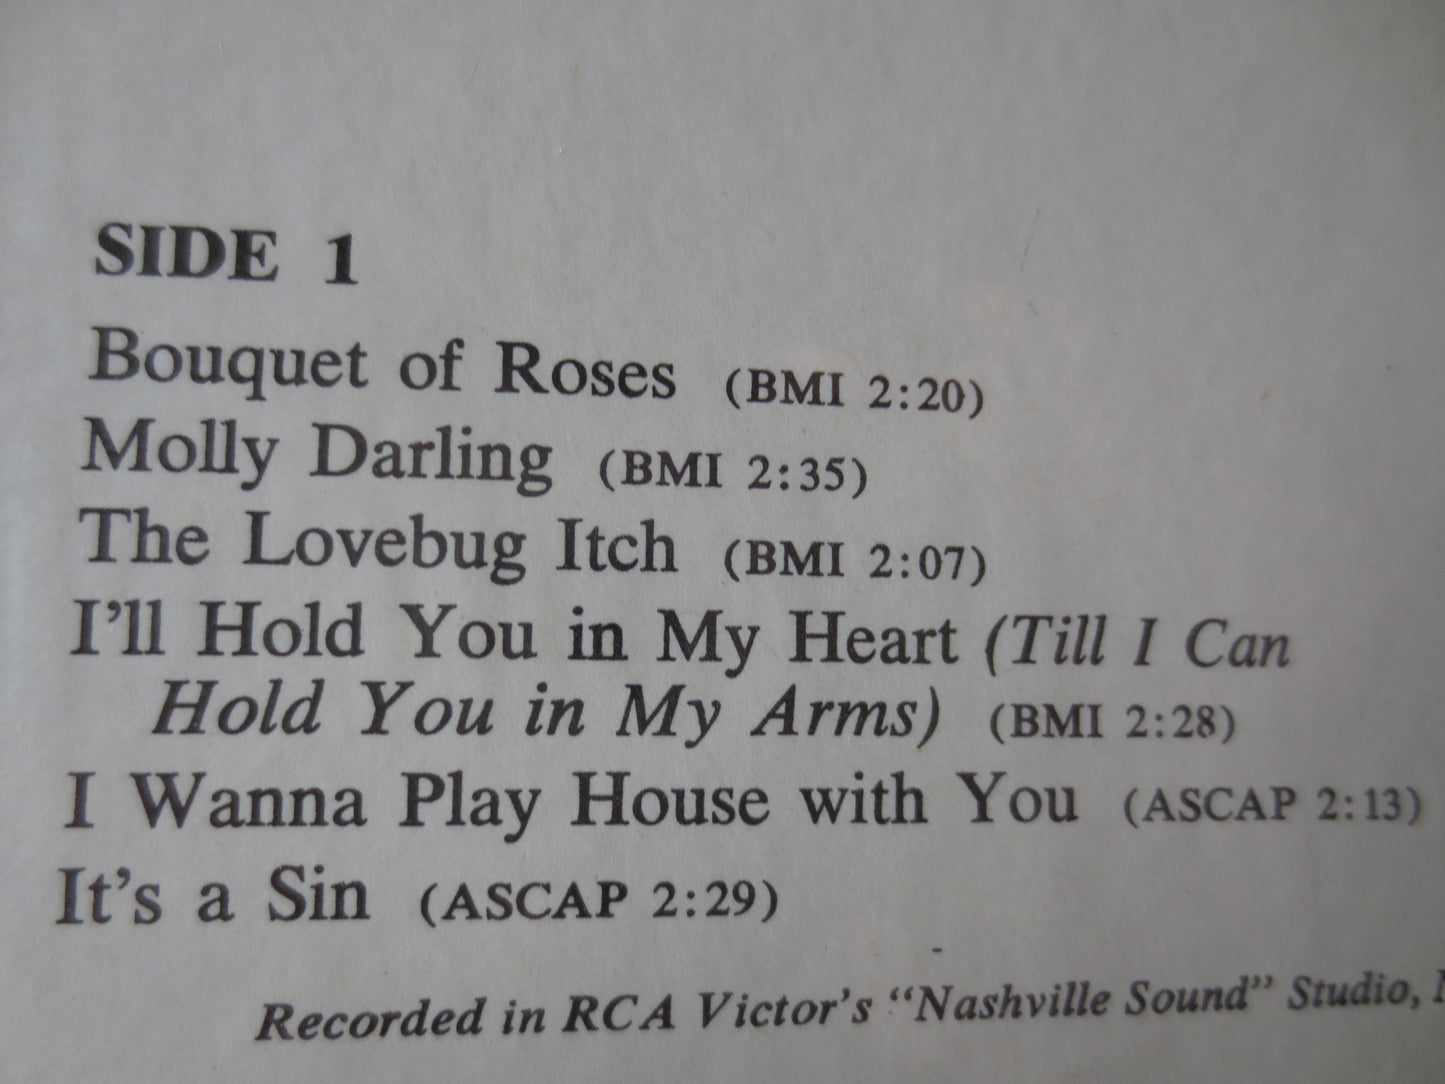 SIDE 1
Bouquet of Roses (BMI 2:20)
Molly Darling (BMI 2:35)
The Lovebug Itch (BMI 2:07)
I'll Hold You in My Heart (Till I Can
Hold You in My Arms) (BMI 2:28)
I Wanna Play House with You (ASCAP 2:13)
It's a Sin (ASCAP 2:29)
Recorded in RCA Victor's "Nashville Sound" Studio,